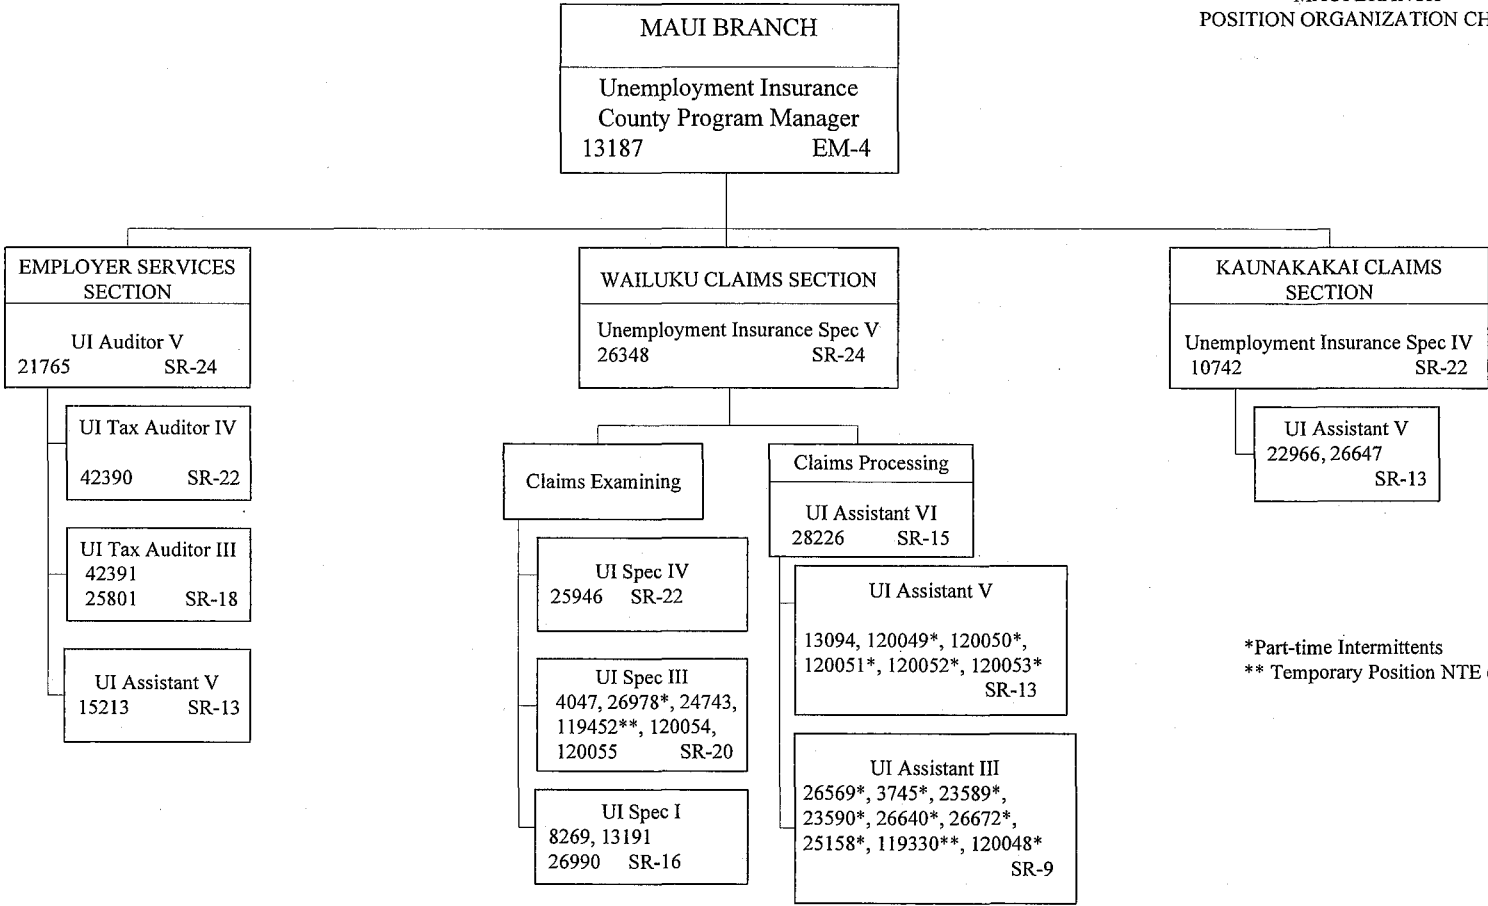 POSITION ORGANIZATION CH
MAUI BRANCH
Unemployment Insurance
County Program Manager
13187 EM-4
EMPLOYER SERVICES
SECTION
UI Auditor V
21765 SR-24
UI Tax Auditor IV
42390 SR-22
UI Tax Auditor III
42391
25801 SR-18
UI Assistant V
15213 SR-13
WAILUKU CLAIMS SECTION
Unemployment Insurance Spec V
26348 SR-24
Claims Examining
UI Spec IV
25946 SR-22
UI Spec III
4047, 26978*, 24743,
119452**, 120054,
120055 SR-20
UI Spec I
8269, 13191
26990 SR-16
Claims Processing
UI Assistant VI
28226 SR-15
UI Assistant V
13094, 120049*, 120050*,
120051*, 120052*, 120053*
SR-13
UI Assistant III
26569*, 3745*, 23589*,
23590*, 26640*, 26672*,
25158*, 119330**, 120048*
SR-9
KAUNAKAKAI CLAIMS
SECTION
Unemployment Insurance Spec IV
10742 SR-22
UI Assistant V
22966, 26647
SR-13
*Part-time Intermittents
** Temporary Position NTE